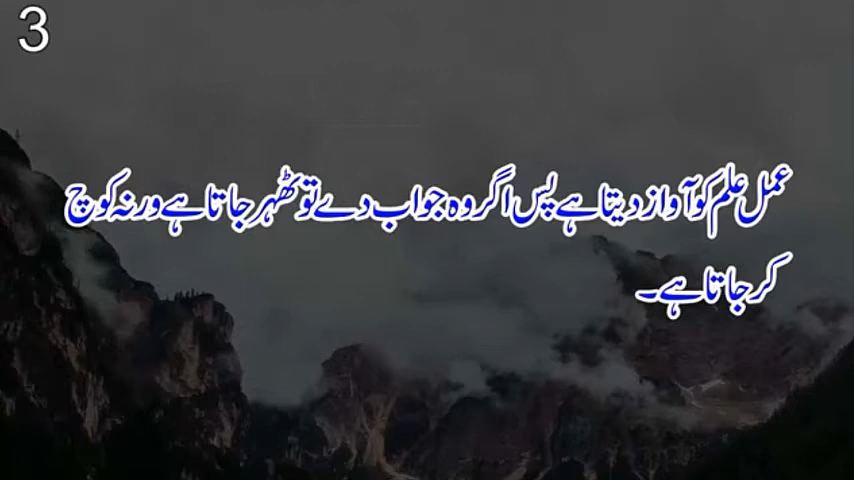 3
عمل علم کو آواز دیتا ہے پس اگر وہ جواب دے تو ٹھہر جاتا ہے ورنہ کوچ
کر جاتا ہے۔